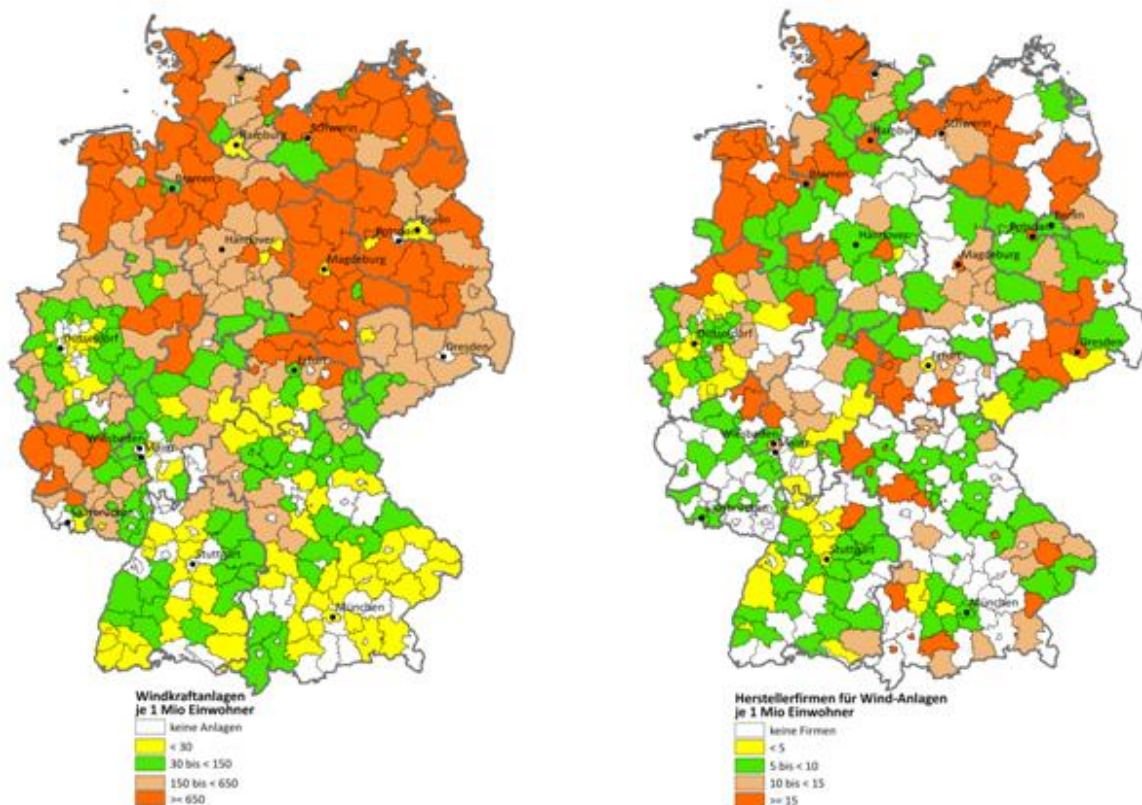 Kiel
Hamburg
Schwerin
Bremen
Berlin
Potsdam
Hannover
Magdeburg
Düsseldorf
Erfurt
Dresden
Wiesbaden
Mainz
Saarbrücken
Stuttgart
München
Windkraftanlagen
je 1 Mio Einwohner
keine Anlagen
< 30
30 bis < 150
150 bis < 650
>= 650
Kiel
Hamburg
Schwerin
Bremen
Berlin
Potsdam
Hannover
Magdeburg
Düsseldorf
Erfurt
Dresden
Wiesbaden
Mainz
Saarbrücken
Stuttgart
München
Herstellerfirmen für Wind-Anlagen
je 1 Mio Einwohner
keine Firmen
< 5
5 bis < 10
10 bis < 15
>= 15